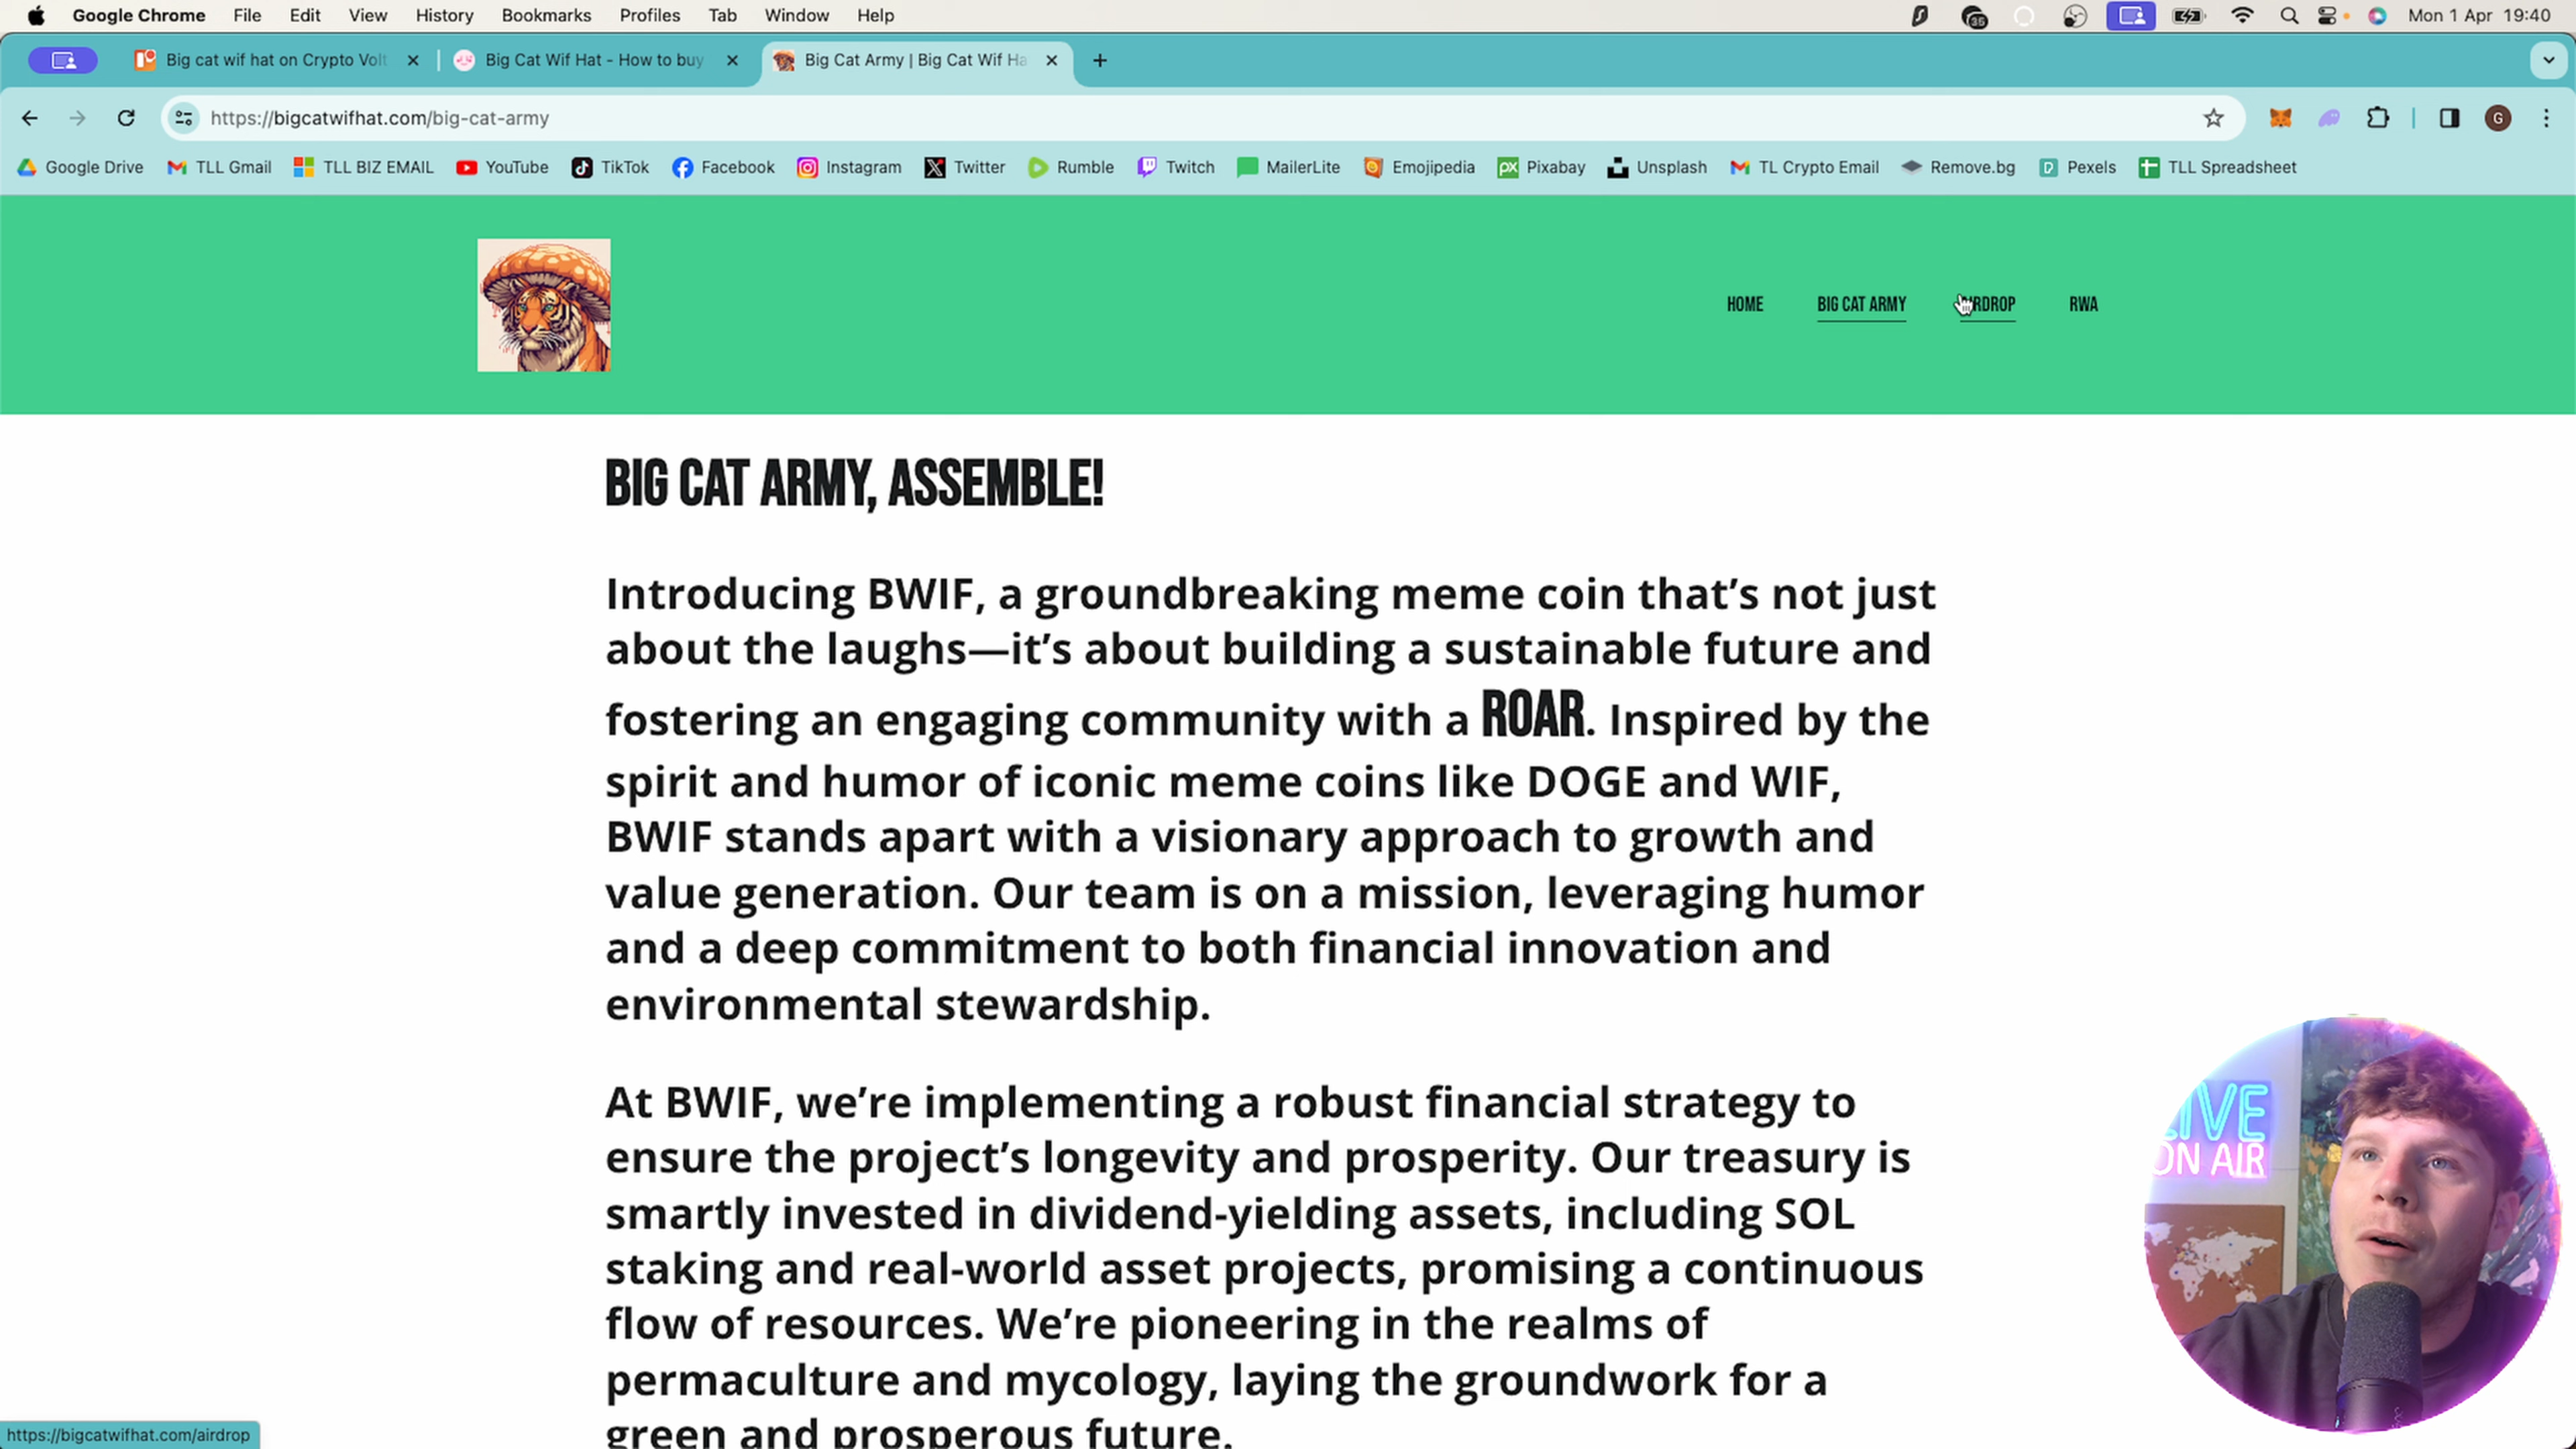 Google Chrome File Edit View History Bookmarks Profiles Tab Window Help
35
Mon 1 Apr 19:40
Big cat wif hat on Crypto Volt
Big Cat Wif Hat - How to buy
Big Cat Army | Big Cat Wif Ha
https://bigcatwifhat.com/big-cat-army
G
Google Drive TLL Gmail TLL BIZ EMAIL YouTube TikTok Facebook Instagram Twitter Rumble Twitch MailerLite Emojipedia Pixabay Unsplash TL Crypto Email Remove.bg Pexels TLL Spreadsheet
HOME BIG CAT ARMY AIRDROP RWA
BIG CAT ARMY, ASSEMBLE!
Introducing BWIF, a groundbreaking meme coin that’s not just
about the laughs—it’s about building a sustainable future and
fostering an engaging community with a ROAR. Inspired by the
spirit and humor of iconic meme coins like DOGE and WIF,
BWIF stands apart with a visionary approach to growth and
value generation. Our team is on a mission, leveraging humor
and a deep commitment to both financial innovation and
environmental stewardship.
At BWIF, we’re implementing a robust financial strategy to
ensure the project’s longevity and prosperity. Our treasury is
smartly invested in dividend-yielding assets, including SOL
staking and real-world asset projects, promising a continuous
flow of resources. We’re pioneering in the realms of
permaculture and mycology, laying the groundwork for a
green and prosperous future.
LIVE
ON AIR
https://bigcatwifhat.com/airdrop